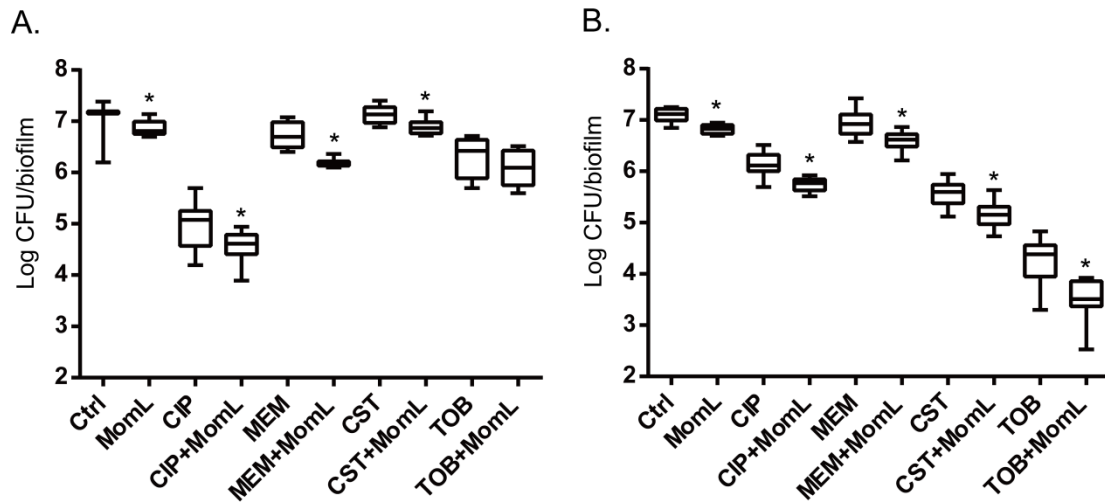 A.
Log CFU/biofilm
8
7
6
5
4
3
2
* * * *
Ctrl
MomL
CIP
CIP+MomL
MEM
MEM+MomL
CST
CST+MomL
TOB
TOB+MomL
B.
Log CFU/biofilm
8
7
6
5
4
3
2
* * * * *
Ctrl
MomL
CIP
CIP+MomL
MEM
MEM+MomL
CST
CST+MomL
TOB
TOB+MomL